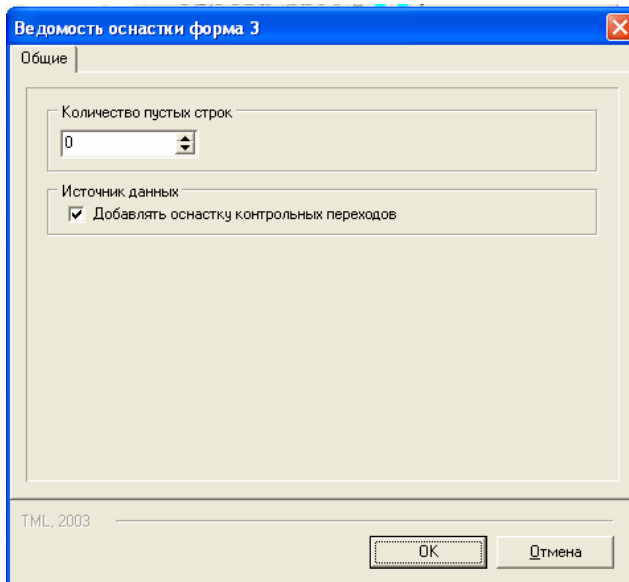 Ведомость оснастки форма 3
Общие
Количество пустых строк
0
Источник данных
Добавлять оснастку контрольных переходов
TML, 2003
OK
Отмена